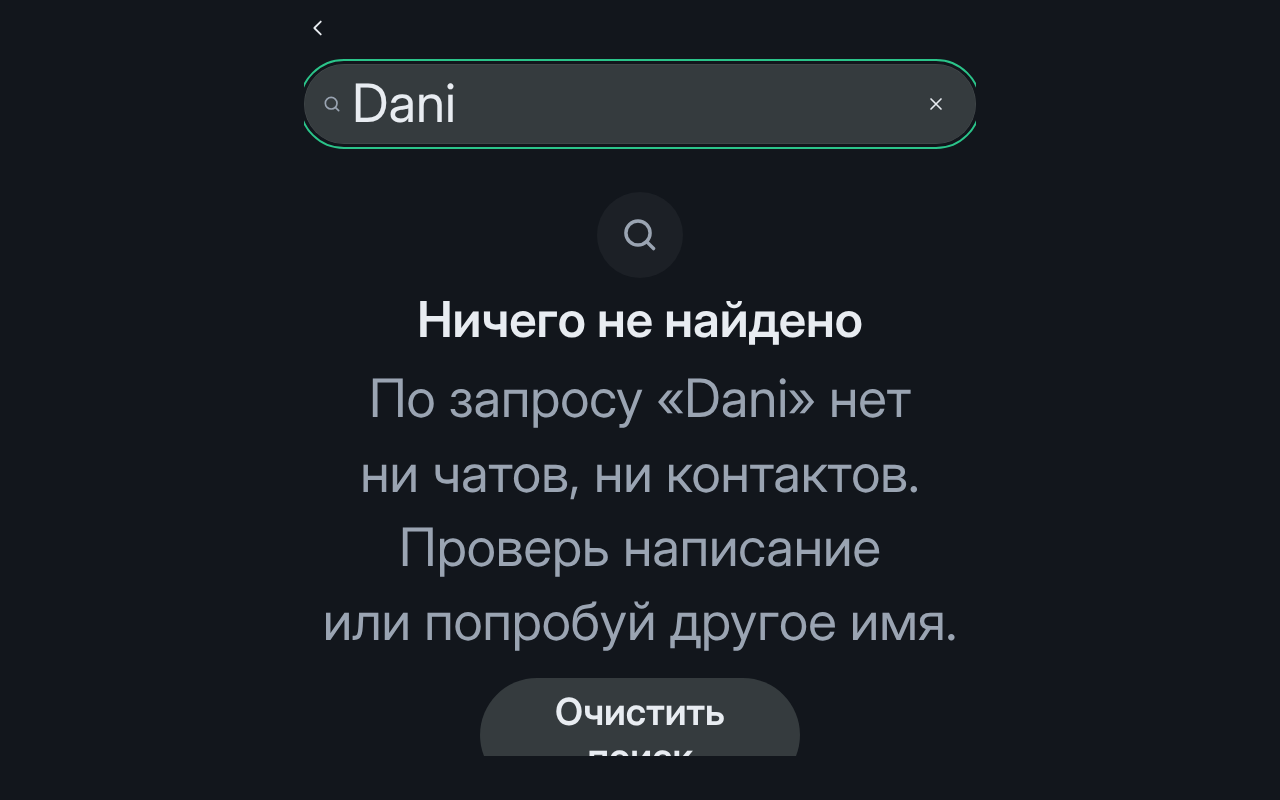 Dani
Ничего не найдено
По запросу «Dani» нет
ни чатов, ни контактов.
Проверь написание
или попробуй другое имя.
Очистить
поиск